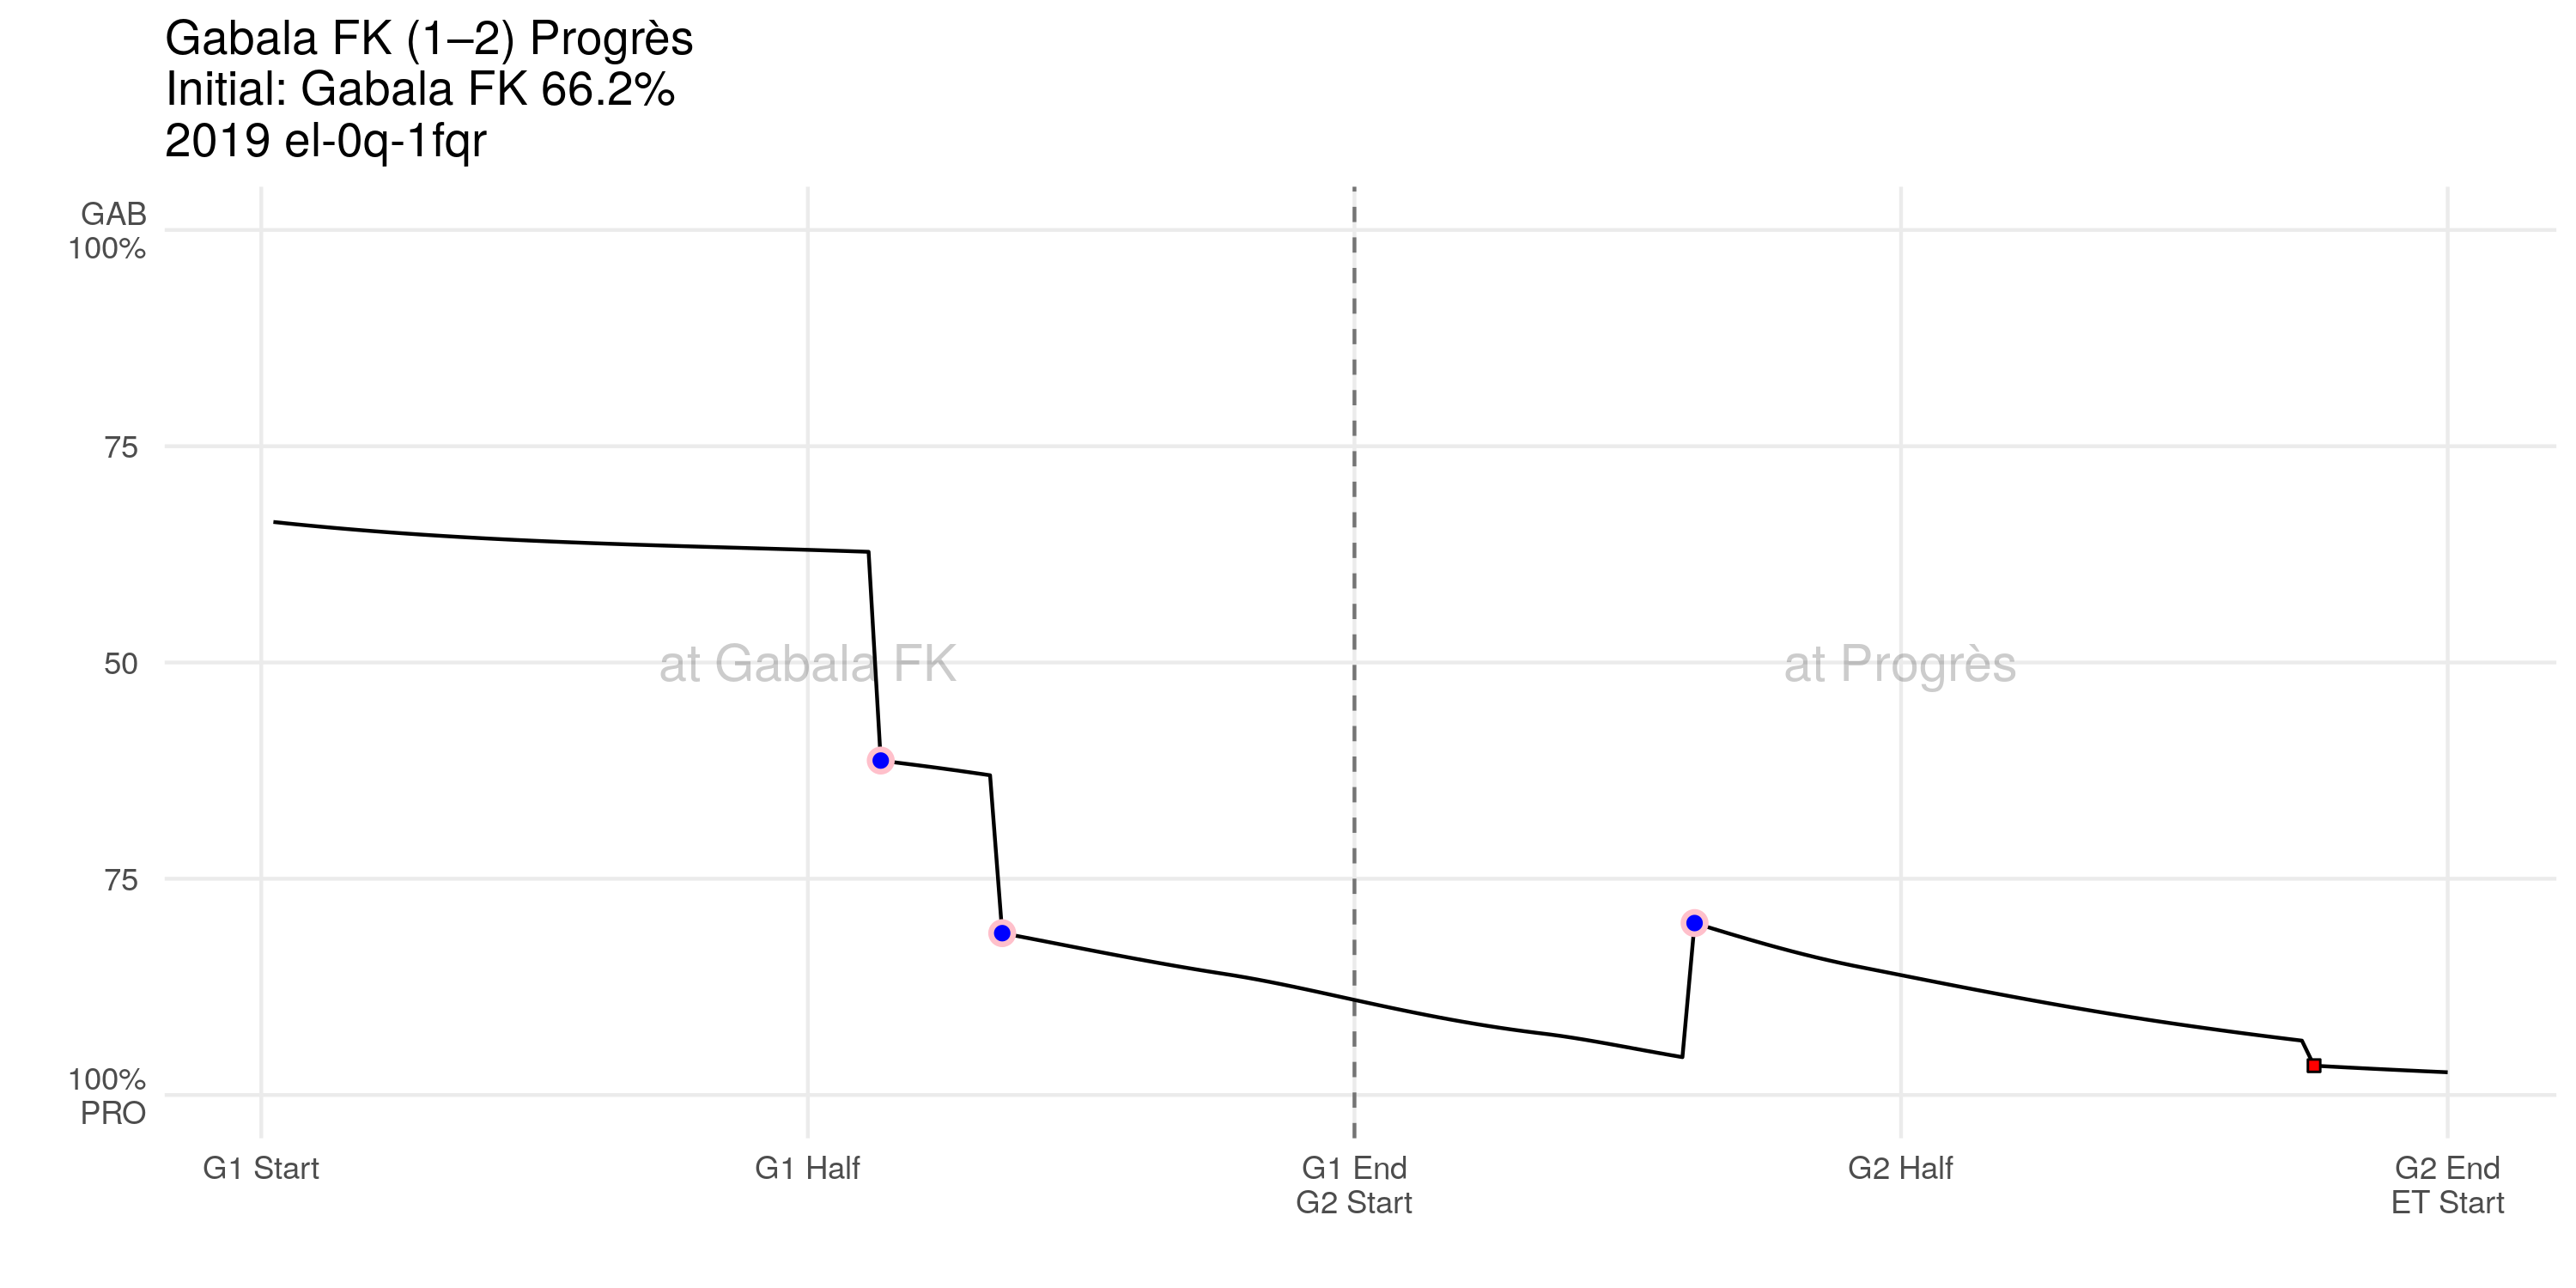 Gabala FK (1–2) Progrès
Initial: Gabala FK 66.2%
2019 el-0q-1fqr
GAB
100%
75
50
75
100%
PRO
at Gabala FK
at Progrès
G1 Start
G1 Half
G1 End
G2 Start
G2 Half
G2 End
ET Start